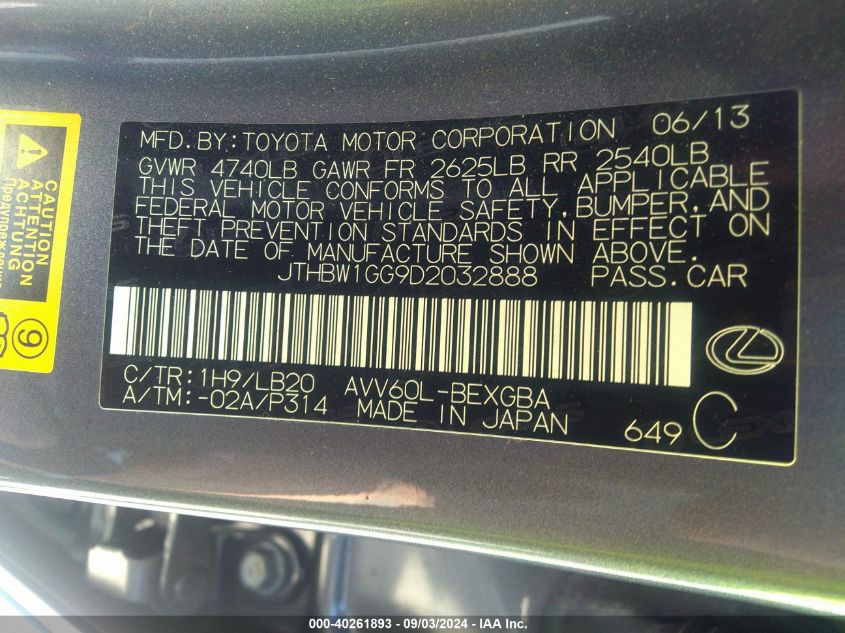 MFD.BY:TOYOTA MOTOR CORPORATION 06/13
GVWR 4740LB GAWR FR 2625LB RR 2540LB
THIS VEHICLE CONFORMS TO ALL APPLICABLE
FEDERAL MOTOR VEHICLE SAFETY,BUMPER,AND
THEFT PREVENTION STANDARDS IN EFFECT ON
THE DATE OF MANUFACTURE SHOWN ABOVE.
JTHBW1GG9D2032888 PASS.CAR
C/TR:1H9/LB20 AVV60L-BEXGBA
A/TM:-02A/P314 MADE IN JAPAN
649 C
CAUTION
ATTENTION
ACHTUNG
9
000-40261893 - 09/03/2024 - IAA Inc.